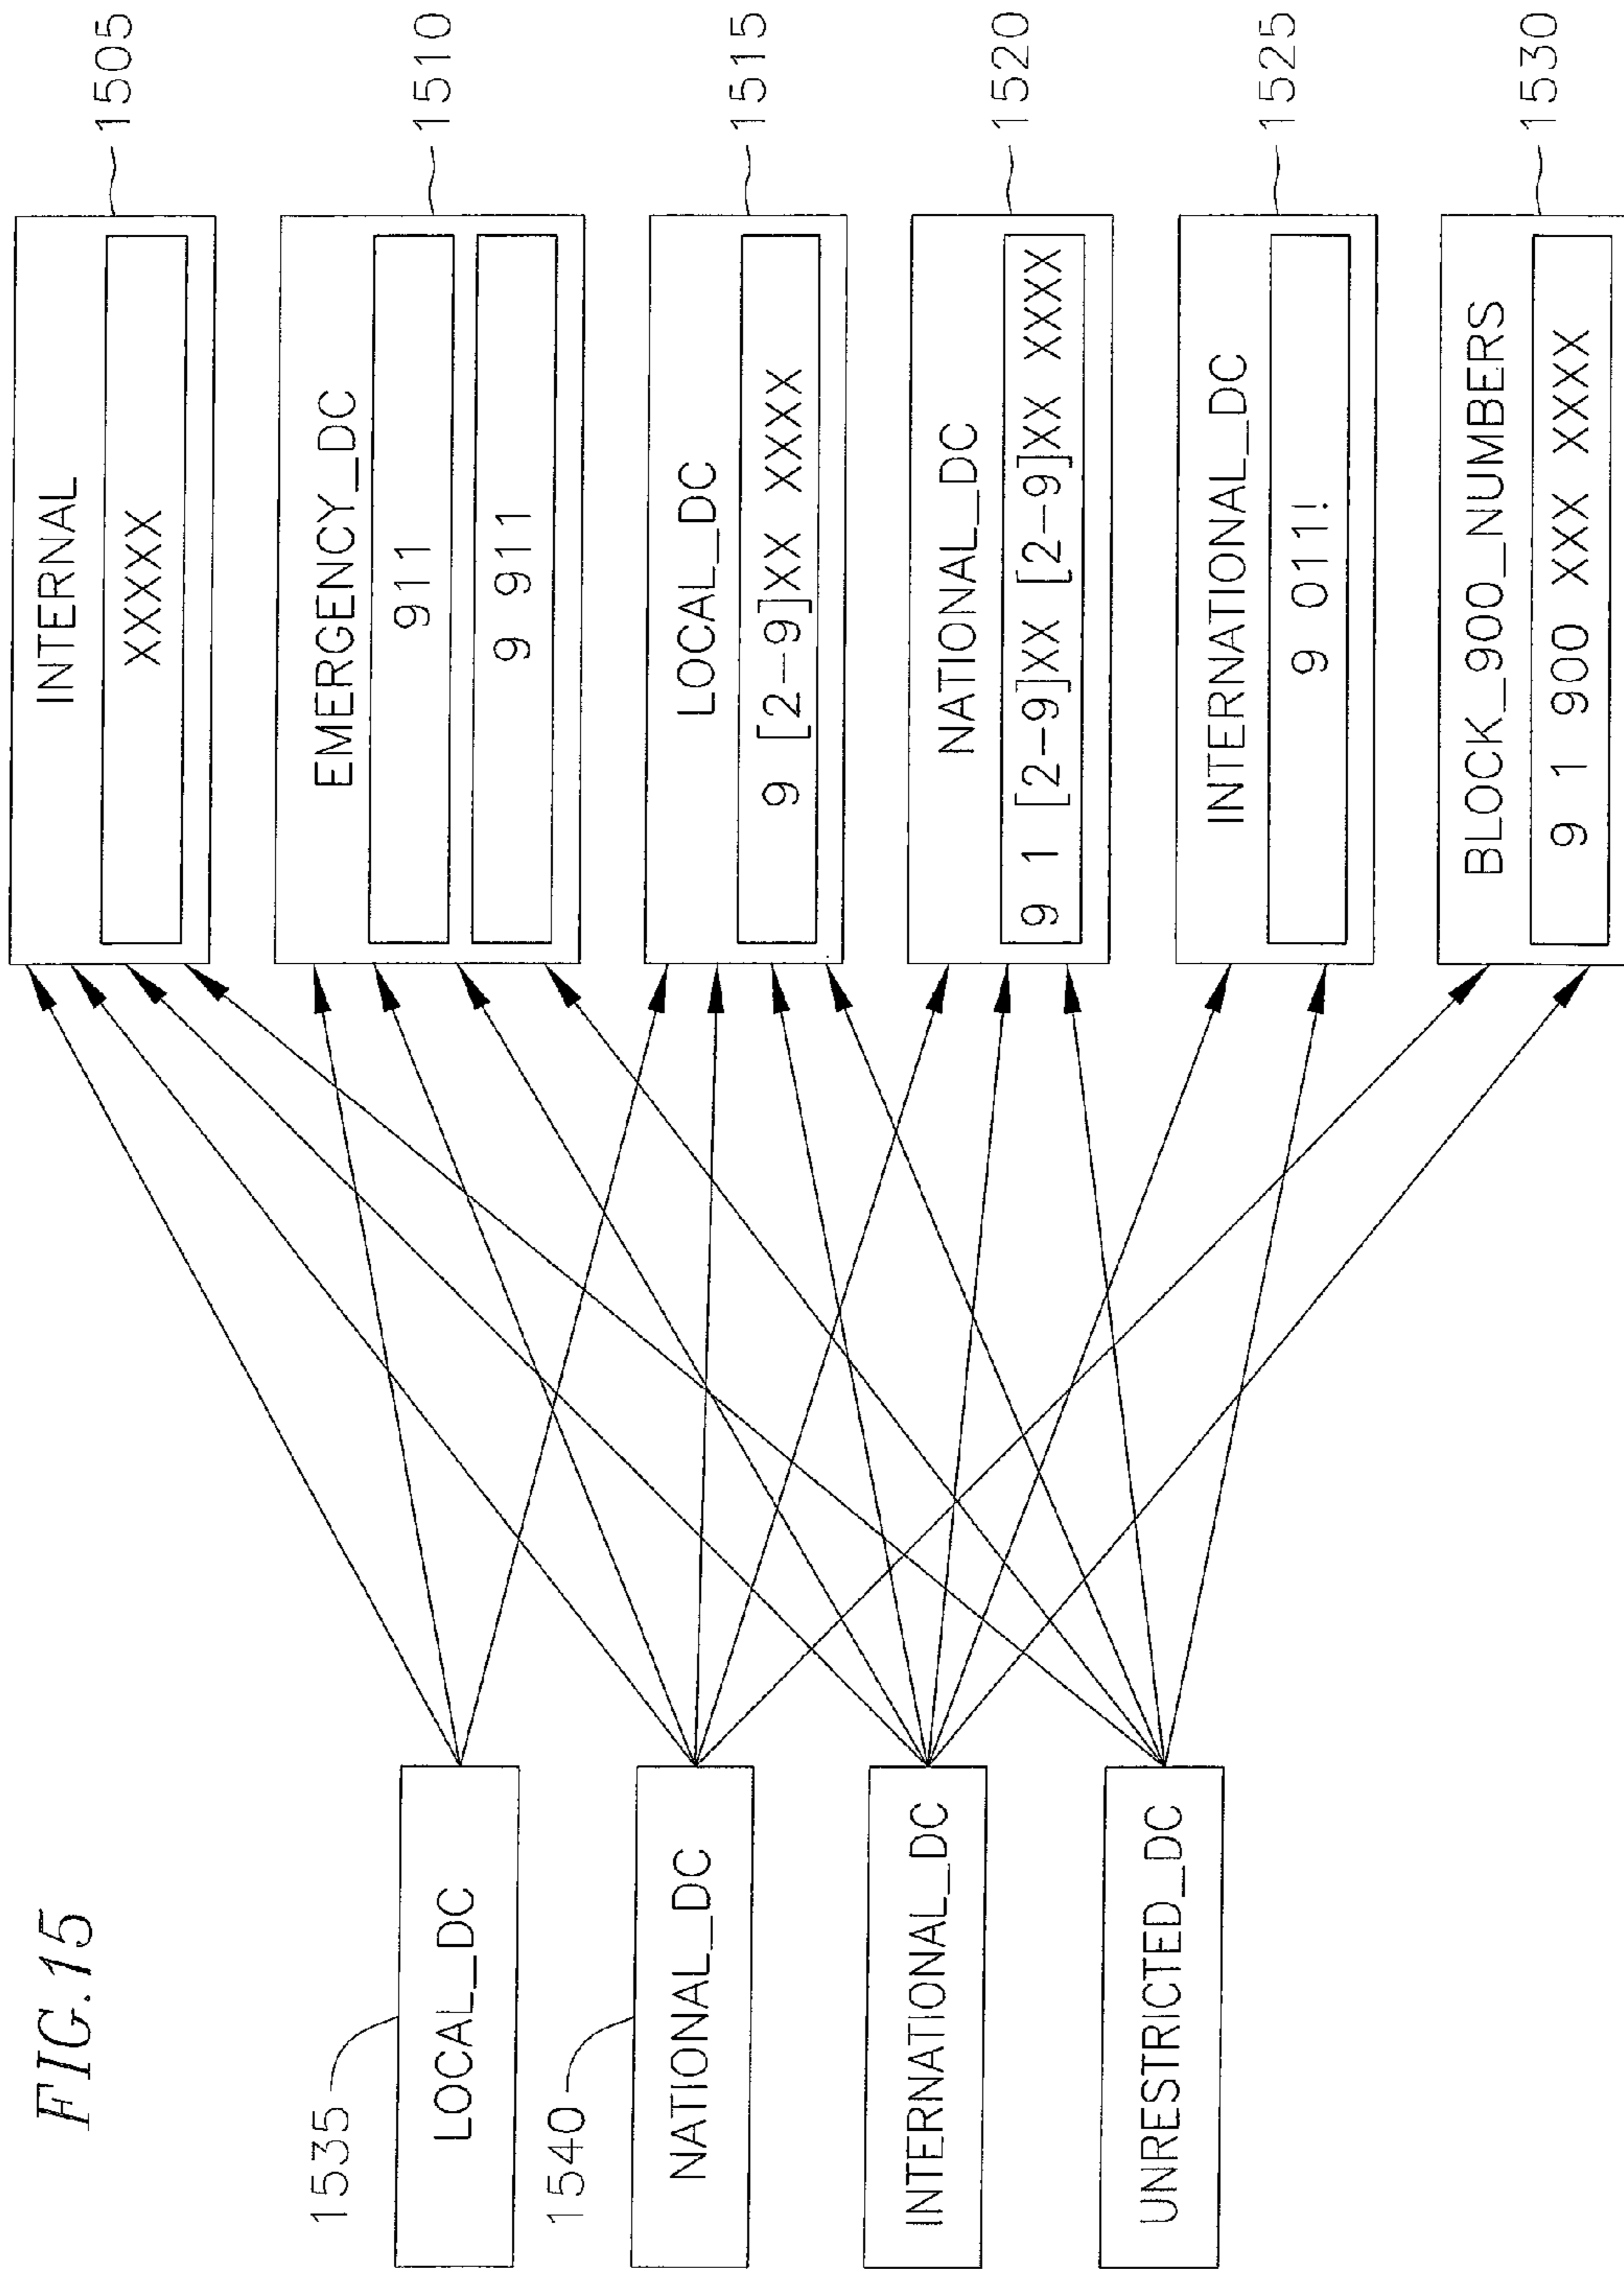 FIG.15
1535
LOCAL_DC
1540
NATIONAL_DC
INTERNATIONAL_DC
UNRESTRICTED_DC
INTERNAL
XXXXX
1505
EMERGENCY_DC
911
9 911
1510
LOCAL_DC
9 [2-9]XX XXXX
1515
NATIONAL_DC
9 1 [2-9]XX [2-9]XX XXXX
1520
INTERNATIONAL_DC
9 011!
1525
BLOCK_900_NUMBERS
9 1 900 XXX XXXX
1530